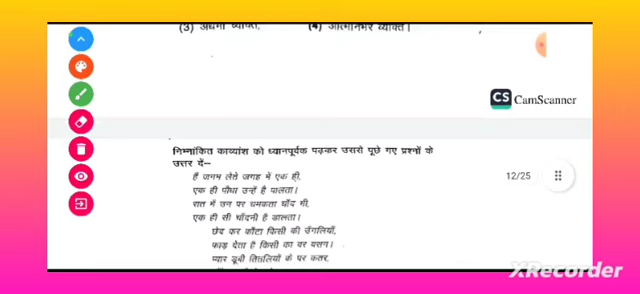 (3) अधर्मी व्यक्ति, (4) आत्मनिर्भर व्यक्ति।
CS CamScanner
निम्नांकित काव्यांश को ध्यानपूर्वक पढ़कर उससे पूछे गए प्रश्नों के
उत्तर दें–
12/25
हैं जनम लेते जगह में एक ही,
एक ही पौधा उन्हें है पालता।
रात में उन पर चमकता चाँद भी,
एक ही सी चाँदनी है डालता।
छेद कर काँटा किसी की उँगलियाँ,
फाड़ देता है किसी का वर वसन।
प्यार डूबी तितलियों के पर कतर,
XRecorder